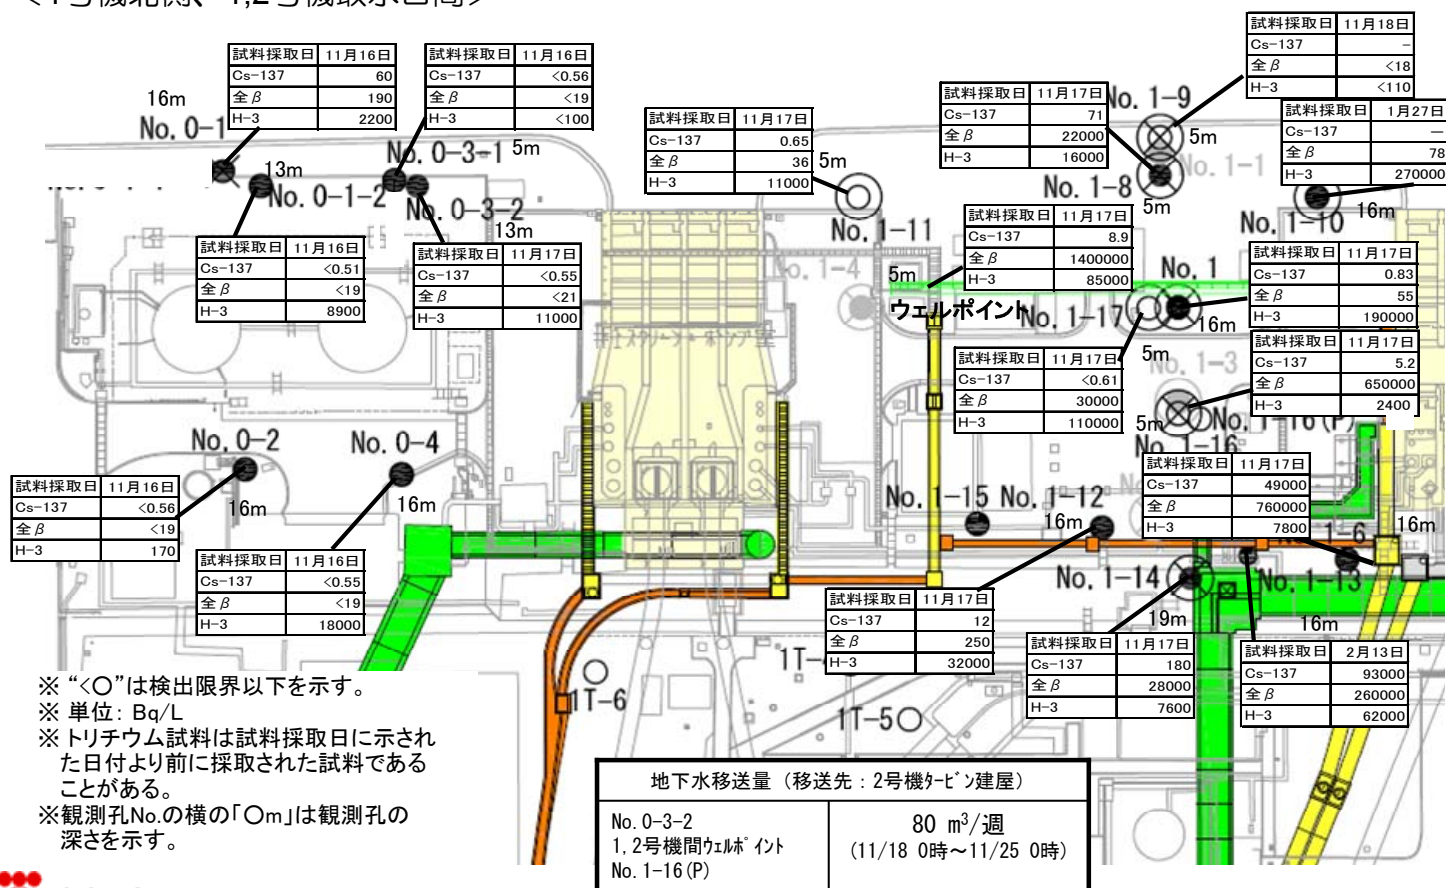 試料採取日 11月16日
Cs-137 60
全β 190
H-3 2200
試料採取日 11月16日
Cs-137 <0.56
全β <19
H-3 <100
試料採取日 11月17日
Cs-137 0.65
全β 36
H-3 11000
試料採取日 11月17日
Cs-137 71
全β 22000
H-3 16000
試料採取日 11月18日
Cs-137 -
全β <18
H-3 <110
試料採取日 1月27日
Cs-137 —
全β 78
H-3 270000
16m
No. 0-1
13m
No. 0-1-2
No. 0-3-1
5m
No. 0-3-2
13m
5m
No. 1-11
No. 1-9
5m
No. 1-1
No. 1-8
5m
No. 1-10
16m
試料採取日 11月16日
Cs-137 <0.51
全β <19
H-3 8900
試料採取日 11月17日
Cs-137 <0.55
全β <21
H-3 11000
試料採取日 11月17日
Cs-137 8.9
全β 1400000
H-3 85000
試料採取日 11月17日
Cs-137 0.83
全β 55
H-3 190000
5m
ウェルポイント
No. 1
No. 1-17
16m
5m
No. 1-3
試料採取日 11月17日
Cs-137 <0.61
全β 30000
H-3 110000
試料採取日 11月17日
Cs-137 5.2
全β 650000
H-3 2400
5m
No. 1-16(P)
No. 1-16
No. 0-2
16m
No. 0-4
16m
試料採取日 11月16日
Cs-137 <0.56
全β <19
H-3 170
試料採取日 11月16日
Cs-137 <0.55
全β <19
H-3 18000
No. 1-15
No. 1-12
16m
試料採取日 11月17日
Cs-137 49000
全β 760000
H-3 7800
1-6
16m
No. 1-14
19m
No. 1-13
16m
試料採取日 11月17日
Cs-137 12
全β 250
H-3 32000
試料採取日 11月17日
Cs-137 180
全β 28000
H-3 7600
試料採取日 2月13日
Cs-137 93000
全β 260000
H-3 62000
1T-6
1T-5
※ “<〇”は検出限界以下を示す。
※ 単位: Bq/L
※ トリチウム試料は試料採取日に示され
た日付より前に採取された試料である
ことがある。
※観測孔No.の横の「〇m」は観測孔の
深さを示す。
地下水移送量（移送先：2号機ﾀｰﾋﾞﾝ建屋）
No. 0-3-2
1, 2号機間ｳｪﾙﾎﾟｲﾝﾄ
No. 1-16(P)
80 m³/週
(11/18 0時～11/25 0時)